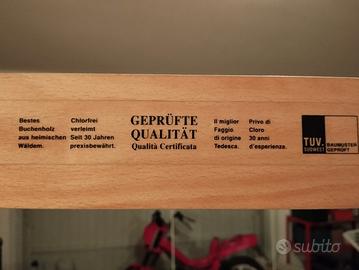 Bestes
Buchenholz
aus heimischen
Wäldern.
Chlorfrei
verleimt
Seit 30 Jahren
praxisbewährt.
GEPRÜFTE
QUALITÄT
Qualità Certificata
Il miglior
Faggio
di origine
Tedesca.
Privo di
Cloro
30 anni
d'esperienza.
TÜV
SÜDWEST
BAUMUSTER
GEPRÜFT
subito